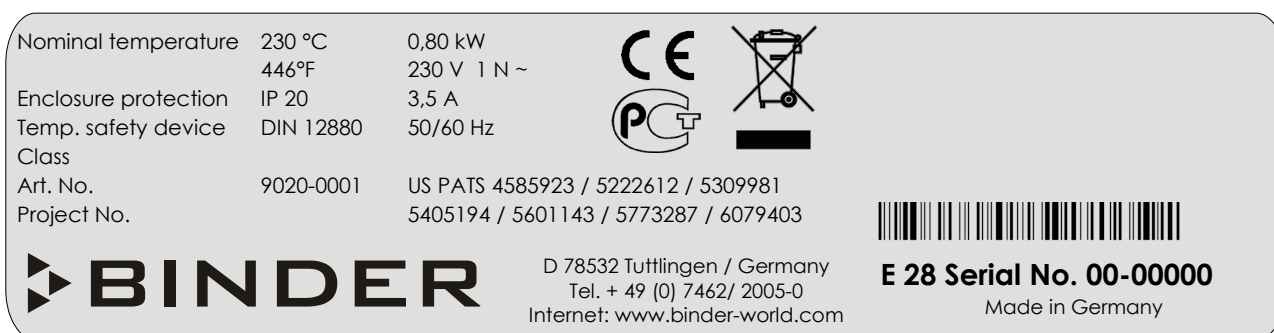 Nominal temperature 230 °C 0,80 kW
446°F 230 V 1 N ~
Enclosure protection IP 20 3,5 A
Temp. safety device DIN 12880 50/60 Hz
Class
Art. No. 9020-0001 US PATS 4585923 / 5222612 / 5309981
Project No. 5405194 / 5601143 / 5773287 / 6079403
CE
PCT
BINDER
D 78532 Tuttlingen / Germany
Tel. + 49 (0) 7462/ 2005-0
Internet: www.binder-world.com
E 28 Serial No. 00-00000
Made in Germany